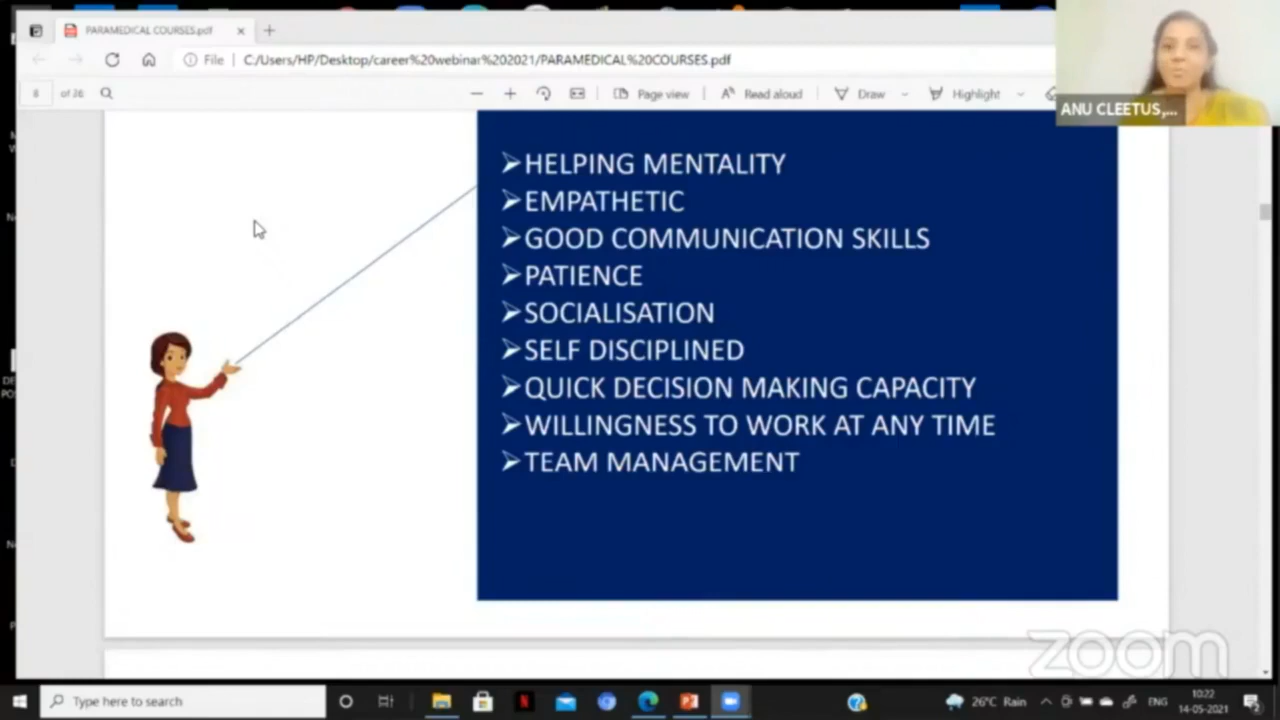 PARAMEDICAL COURSES.pdf
File C:/Users/HP/Desktop/career%20webinar%202021/PARAMEDICAL%20COURSES.pdf
8 of 26 Page view Read aloud Draw Highlight
ANU CLEETUS,...
➢HELPING MENTALITY
➢EMPATHETIC
➢GOOD COMMUNICATION SKILLS
➢PATIENCE
➢SOCIALISATION
➢SELF DISCIPLINED
➢QUICK DECISION MAKING CAPACITY
➢WILLINGNESS TO WORK AT ANY TIME
➢TEAM MANAGEMENT
zoom
Type here to search
26°C Rain
ENG
10:22
14-05-2021